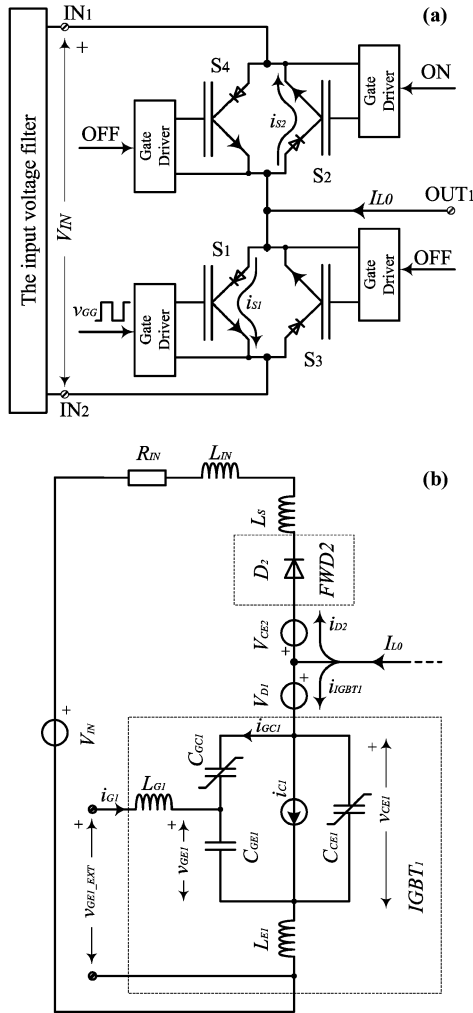 (a)
IN1
+
The input voltage filter
VIN
S4
Gate
Driver
OFF
iS2
S2
Gate
Driver
ON
IL0
OUT1
S1
vGG
Gate
Driver
iS1
S3
Gate
Driver
OFF
IN2
(b)
RIN
LIN
LS
D2
FWD2
VCE2
+
iD2
IL0
VD1
+
iIGBT1
+
VIN
iGC1
CGC1
iG1
LG1
+
+
vGE1_EXT
vGE1
CGE1
iC1
CCE1
+
vCE1
LE1
IGBT1